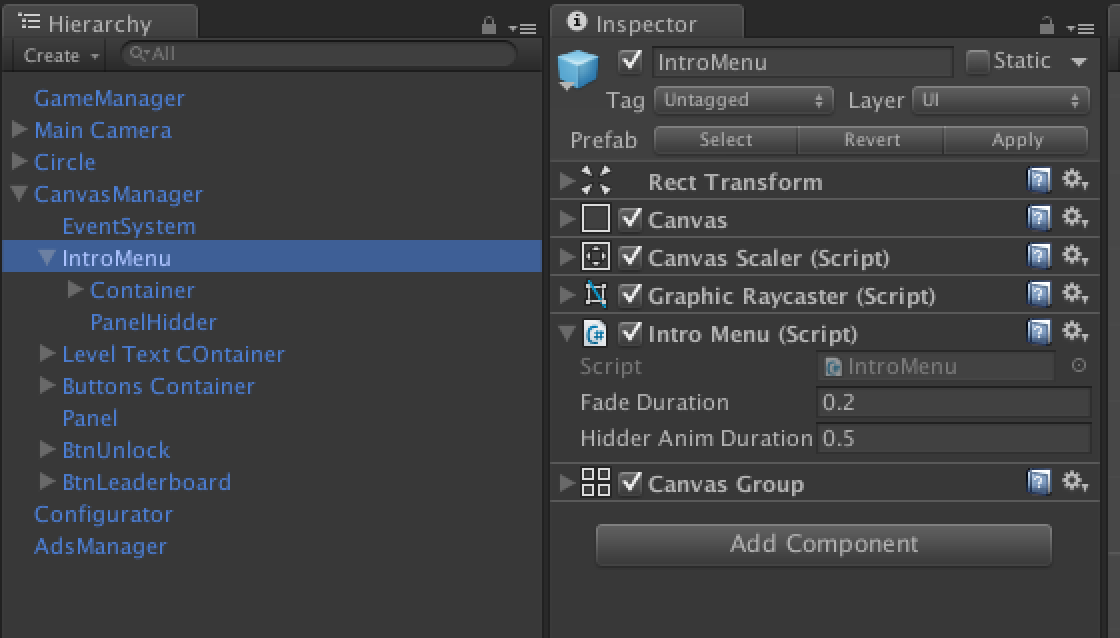 Hierarchy
Create
All
GameManager
Main Camera
Circle
CanvasManager
EventSystem
IntroMenu
Container
PanelHidder
Level Text COntainer
Buttons Container
Panel
BtnUnlock
BtnLeaderboard
Configurator
AdsManager
Inspector
IntroMenu Static
Tag Untagged Layer UI
Prefab Select Revert Apply
Rect Transform
Canvas
Canvas Scaler (Script)
Graphic Raycaster (Script)
Intro Menu (Script)
Script IntroMenu
Fade Duration 0.2
Hidder Anim Duration 0.5
Canvas Group
Add Component